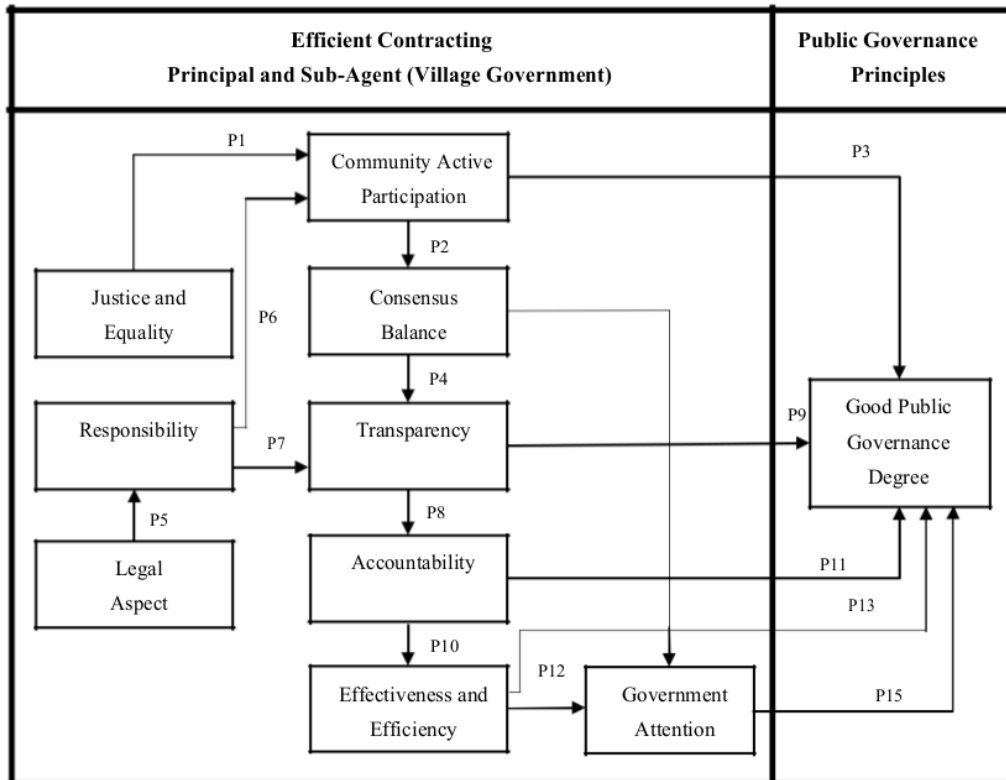 Efficient Contracting
Principal and Sub-Agent (Village Government)
Public Governance
Principles
P1
Community Active
Participation
P3
P2
Justice and
Equality
P6
Consensus
Balance
P4
Responsibility
P7
Transparency
P9
Good Public
Governance
Degree
P5
P8
Legal
Aspect
Accountability
P11
P13
P10
Effectiveness and
Efficiency
P12
Government
Attention
P15